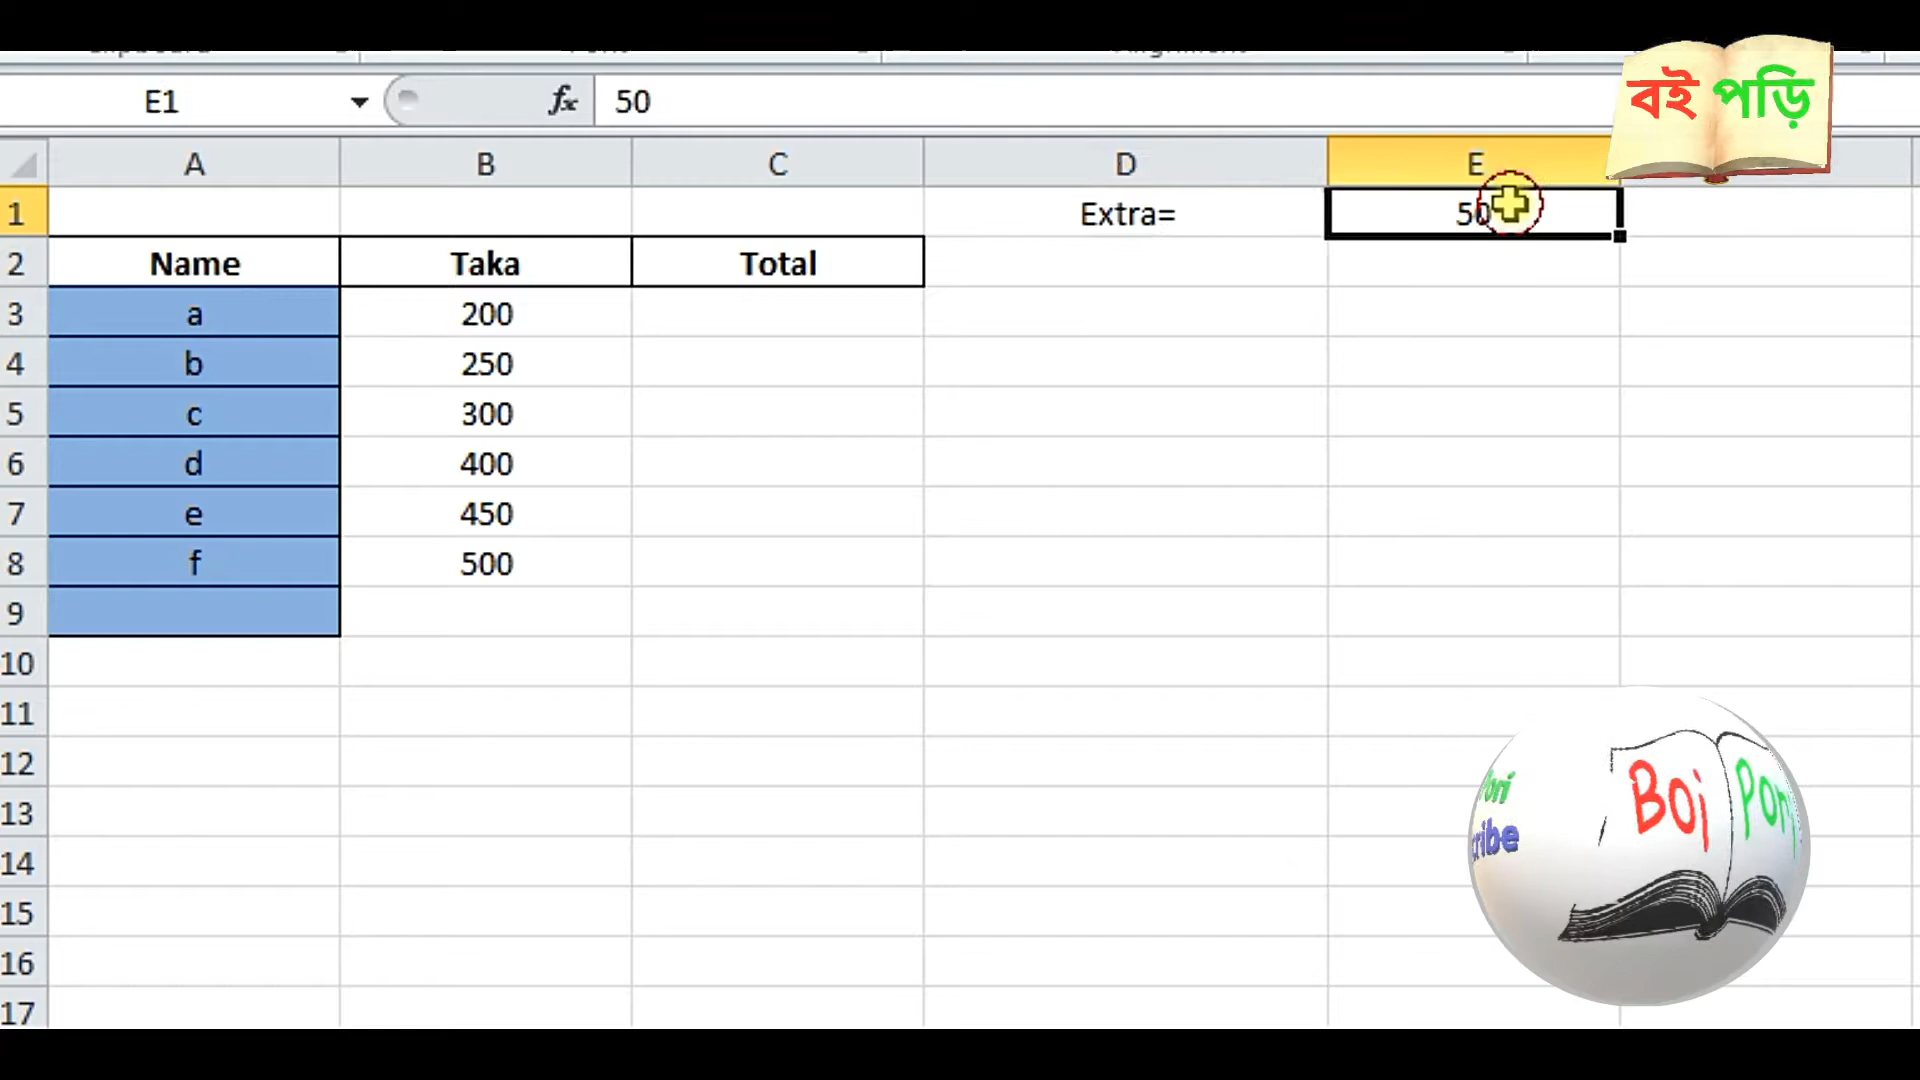 E1 fx 50
বই পড়ি
A B C D E
1 Extra= 50
2 Name Taka Total
3 a 200
4 b 250
5 c 300
6 d 400
7 e 450
8 f 500
9
10
11
12
13
14
15
16
17
Boi Pori